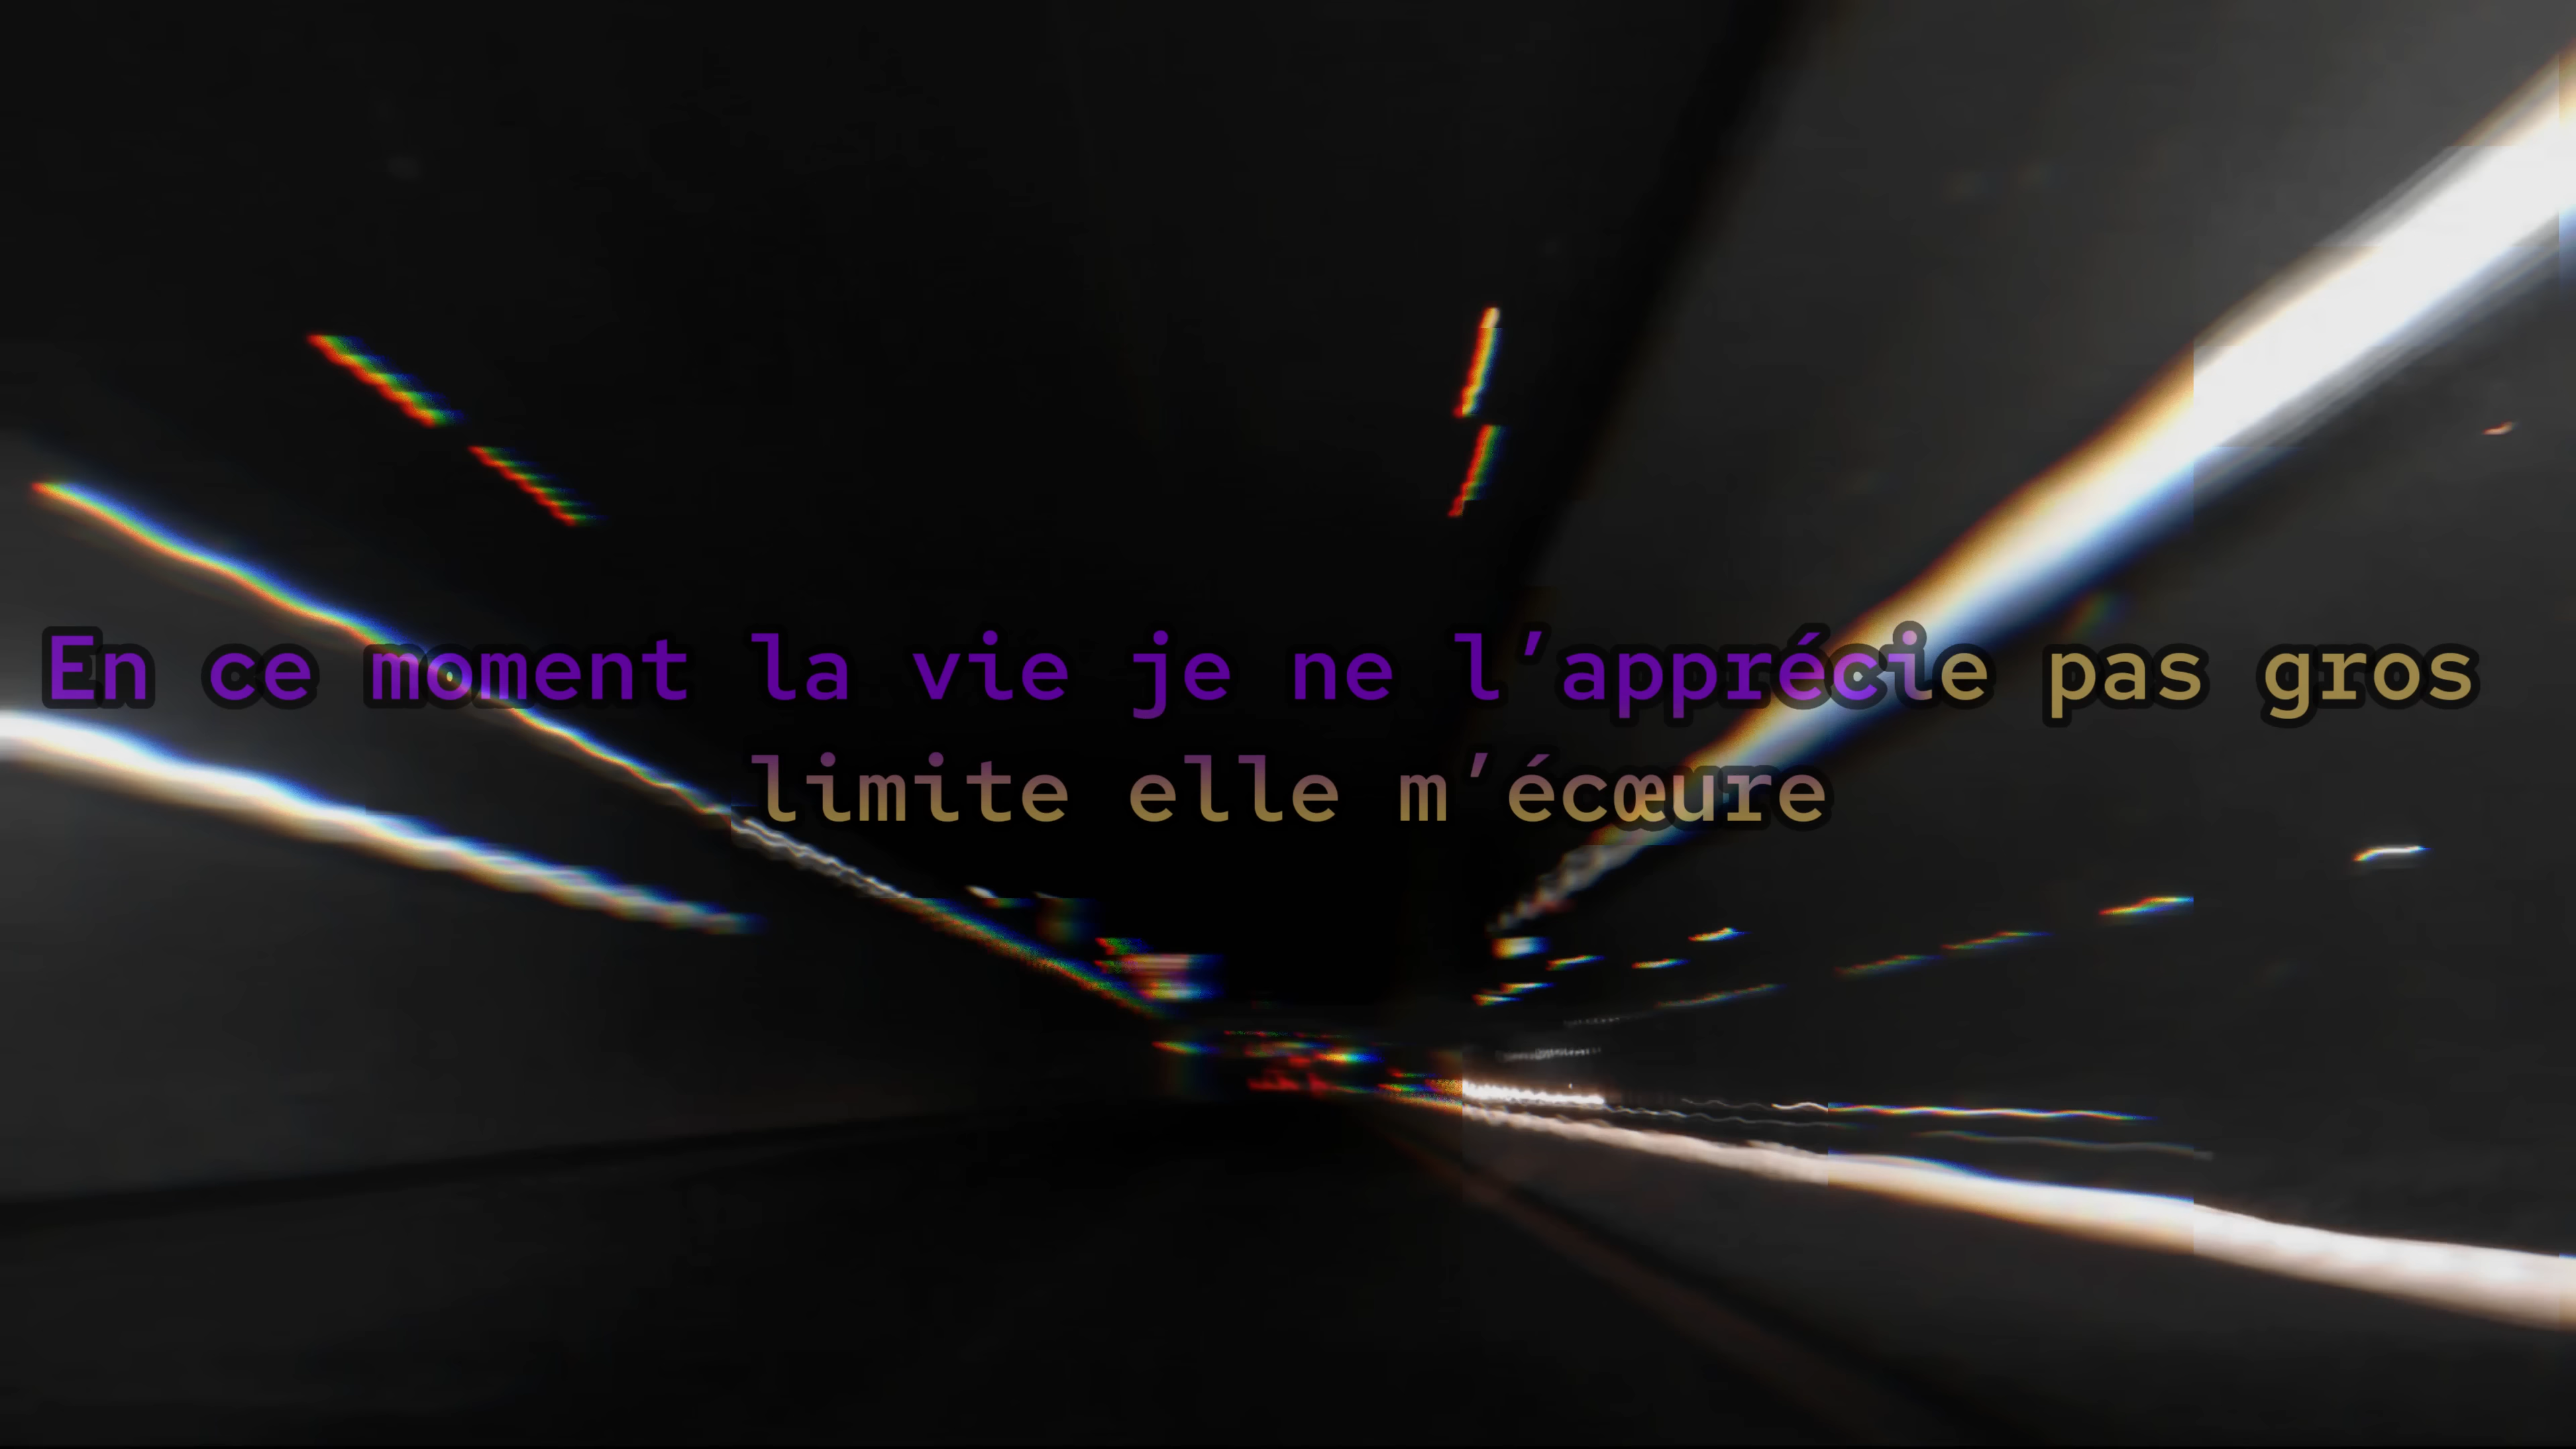 En ce moment la vie je ne l’apprécie pas gros
limite elle m’écœure